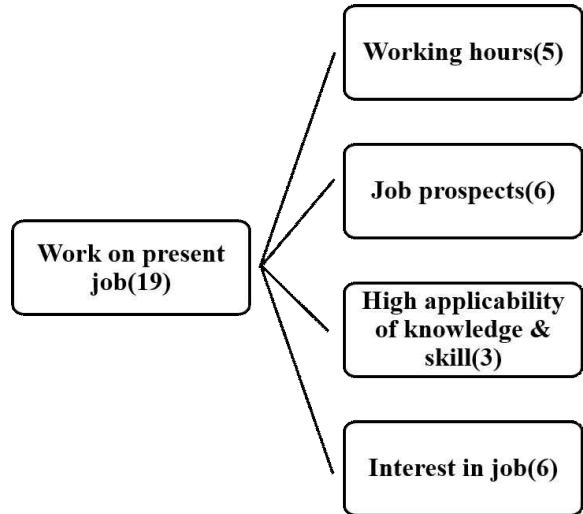 Working hours(5)
Job prospects(6)
Work on present
job(19)
High applicability
of knowledge &
skill(3)
Interest in job(6)